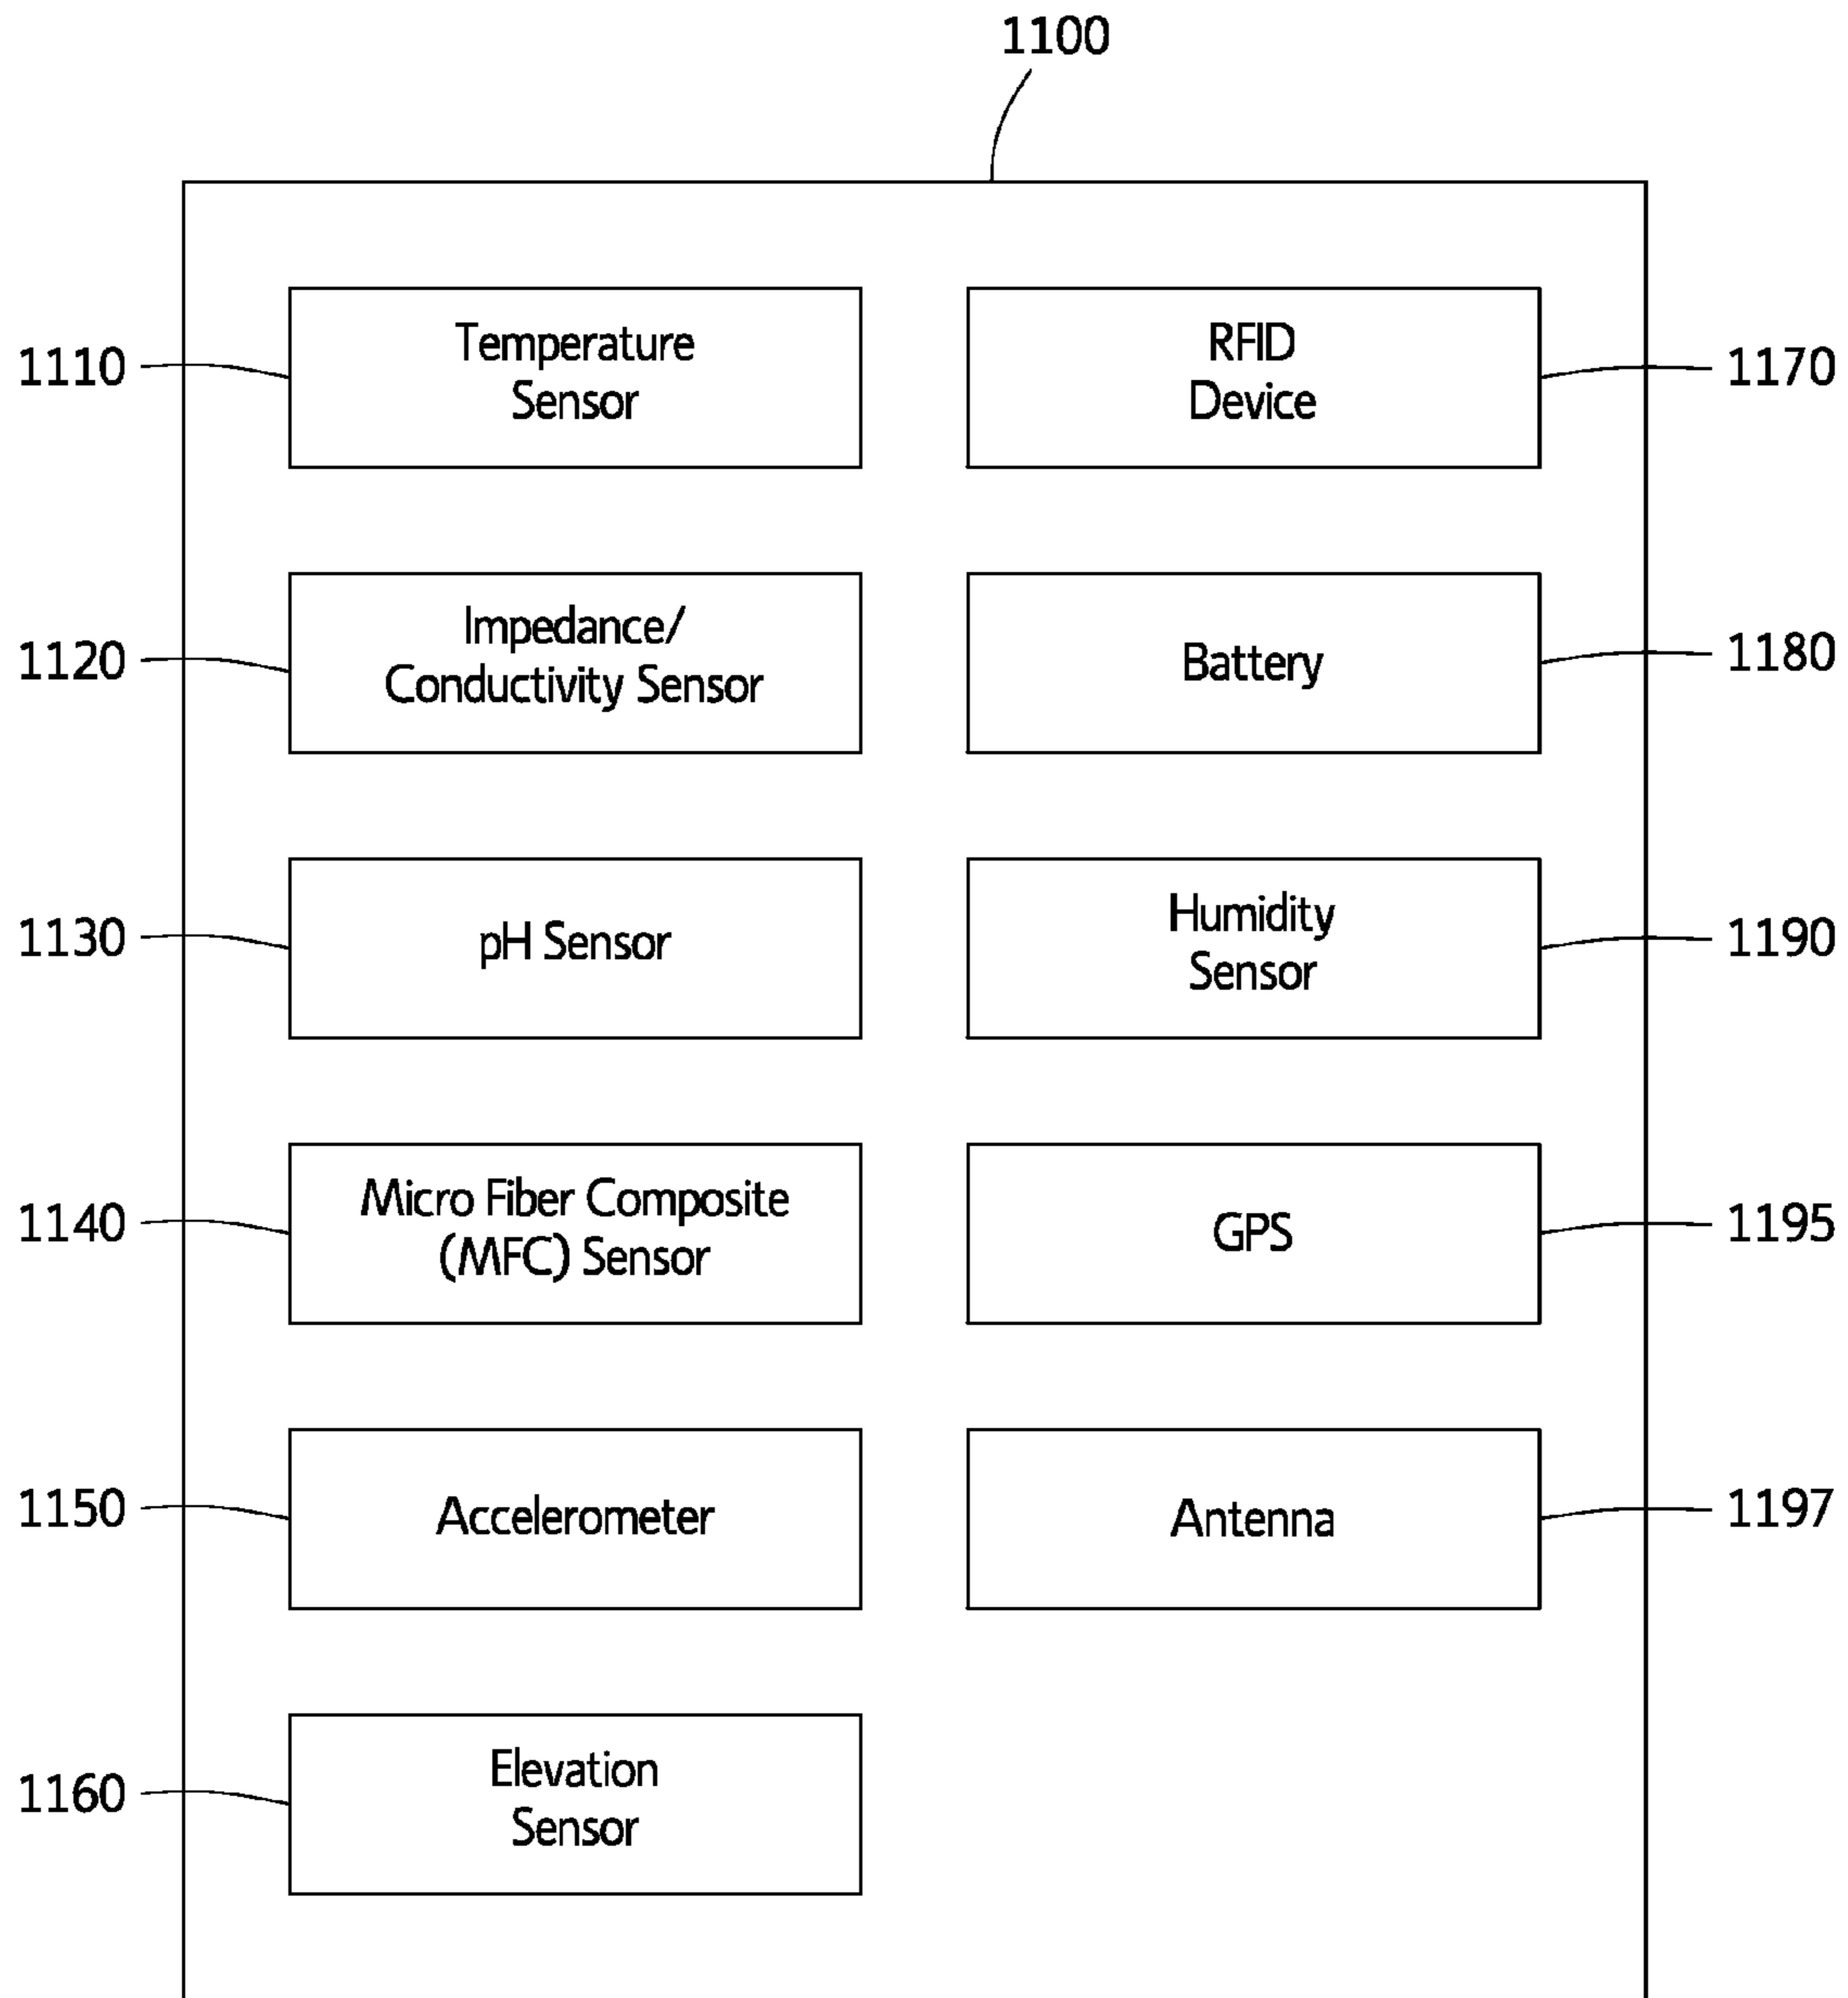 1100
1110
Temperature
Sensor
RFID
Device
1170
1120
Impedance/
Conductivity Sensor
Battery
1180
1130
pH Sensor
Humidity
Sensor
1190
1140
Micro Fiber Composite
(MFC) Sensor
GPS
1195
1150
Accelerometer
Antenna
1197
1160
Elevation
Sensor